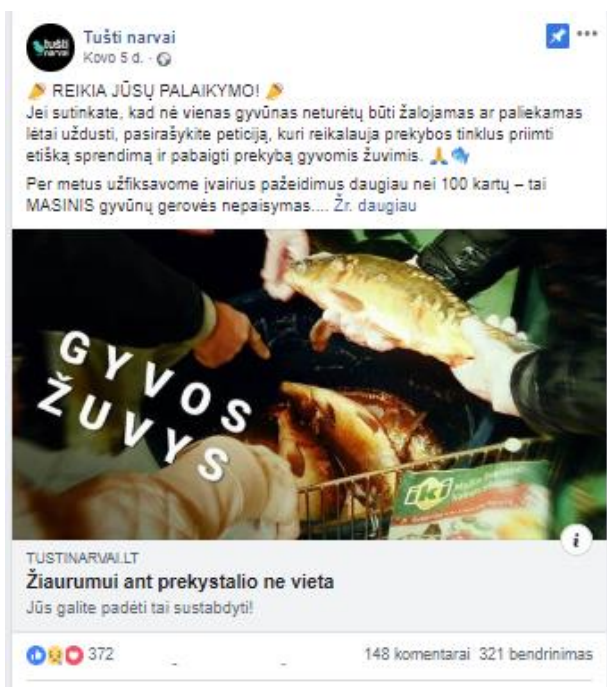 Tušti narvai
Kovo 5 d. ·
REIKIA JŪSŲ PALAIKYMO!
Jei sutinkate, kad nė vienas gyvūnas neturėtų būti žalojamas ar paliekamas
lėtai uždusti, pasirašykite peticiją, kuri reikalauja prekybos tinklus priimti
etišką sprendimą ir pabaigti prekybą gyvomis žuvimis.
Per metus užfiksavome įvairius pažeidimus daugiau nei 100 kartų – tai
MASINIS gyvūnų gerovės nepaisymas.... Žr. daugiau
GYVOS
ŽUVYS
iki
TUSTINARVAI.LT
Žiaurumui ant prekystalio ne vieta
Jūs galite padėti tai sustabdyti!
372 148 komentarai 321 bendrinimas